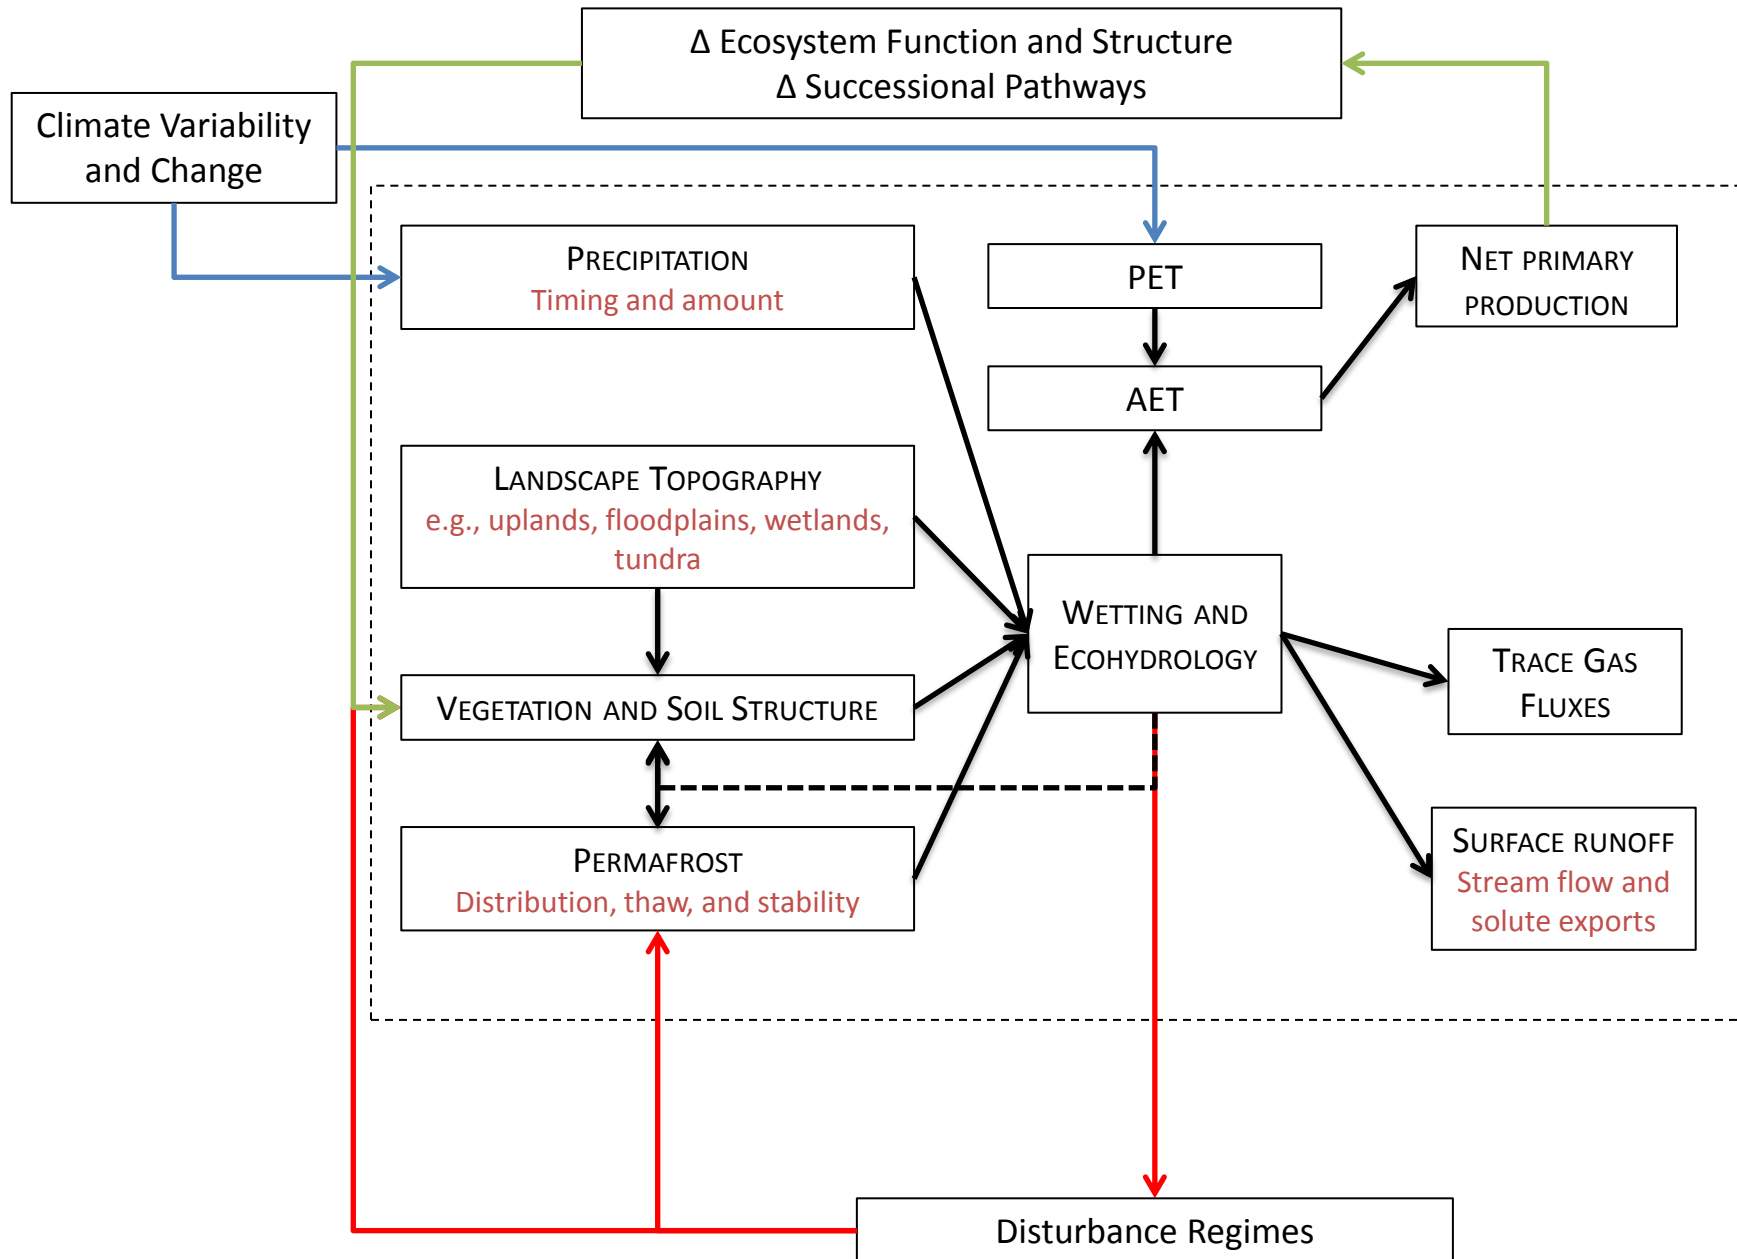 Δ Ecosystem Function and Structure
Δ Successional Pathways
Climate Variability
and Change
PRECIPITATION
Timing and amount
PET
NET PRIMARY
PRODUCTION
AET
LANDSCAPE TOPOGRAPHY
e.g., uplands, floodplains, wetlands,
tundra
WETTING AND
ECOHYDROLOGY
TRACE GAS
FLUXES
VEGETATION AND SOIL STRUCTURE
PERMAFROST
Distribution, thaw, and stability
SURFACE RUNOFF
Stream flow and
solute exports
Disturbance Regimes